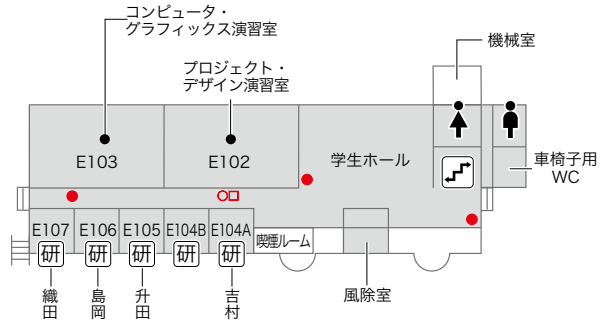 コンピュータ・
グラフィックス演習室
プロジェクト・
デザイン演習室
機械室
E103
E102
学生ホール
車椅子用
WC
E107
E106
E105
E104B
E104A
喫煙ルーム
研
研
研
研
研
風除室
織田
島岡
升田
吉村